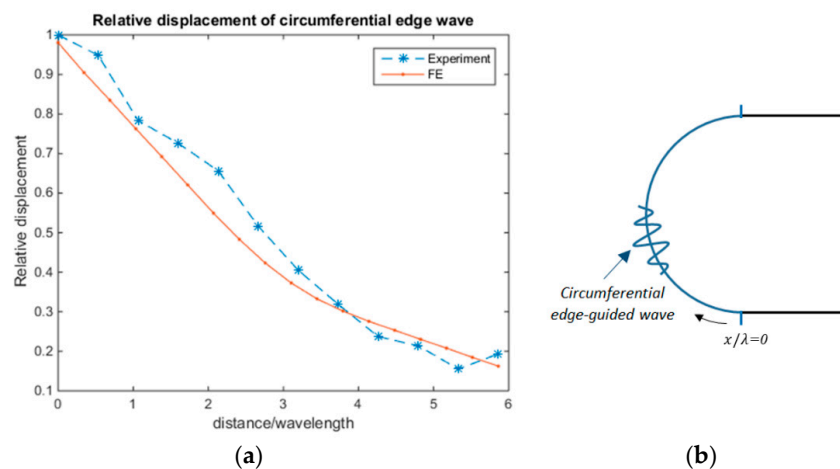 Relative displacement of circumferential edge wave
Relative displacement
1
0.9
0.8
0.7
0.6
0.5
0.4
0.3
0.2
0.1
Experiment
FE
0 1 2 3 4 5 6
distance/wavelength
(a)
Circumferential
edge-guided wave
x/λ=0
(b)